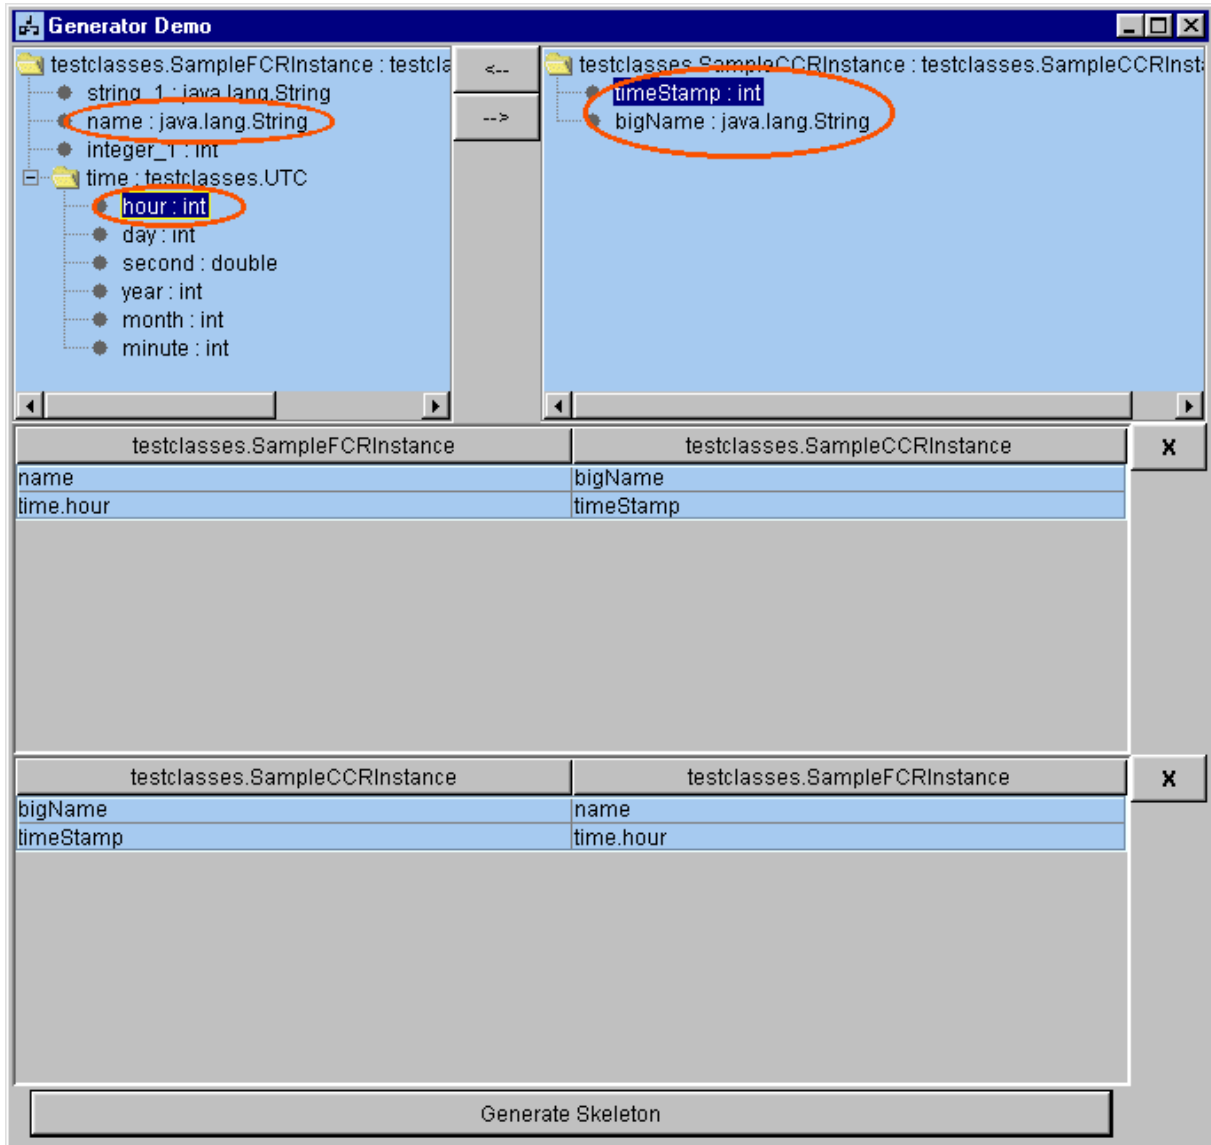 Generator Demo
testclasses.SampleFCRInstance : testcla
string_1 : java.lang.String
name : java.lang.String
integer_1 : int
time : testclasses.UTC
hour : int
day : int
second : double
year : int
month : int
minute : int
<--
-->
testclasses.SampleCCRInstance : testclasses.SampleCCRInst
timeStamp : int
bigName : java.lang.String
testclasses.SampleFCRInstance testclasses.SampleCCRInstance X
name bigName
time.hour timeStamp
testclasses.SampleCCRInstance testclasses.SampleFCRInstance X
bigName name
timeStamp time.hour
Generate Skeleton